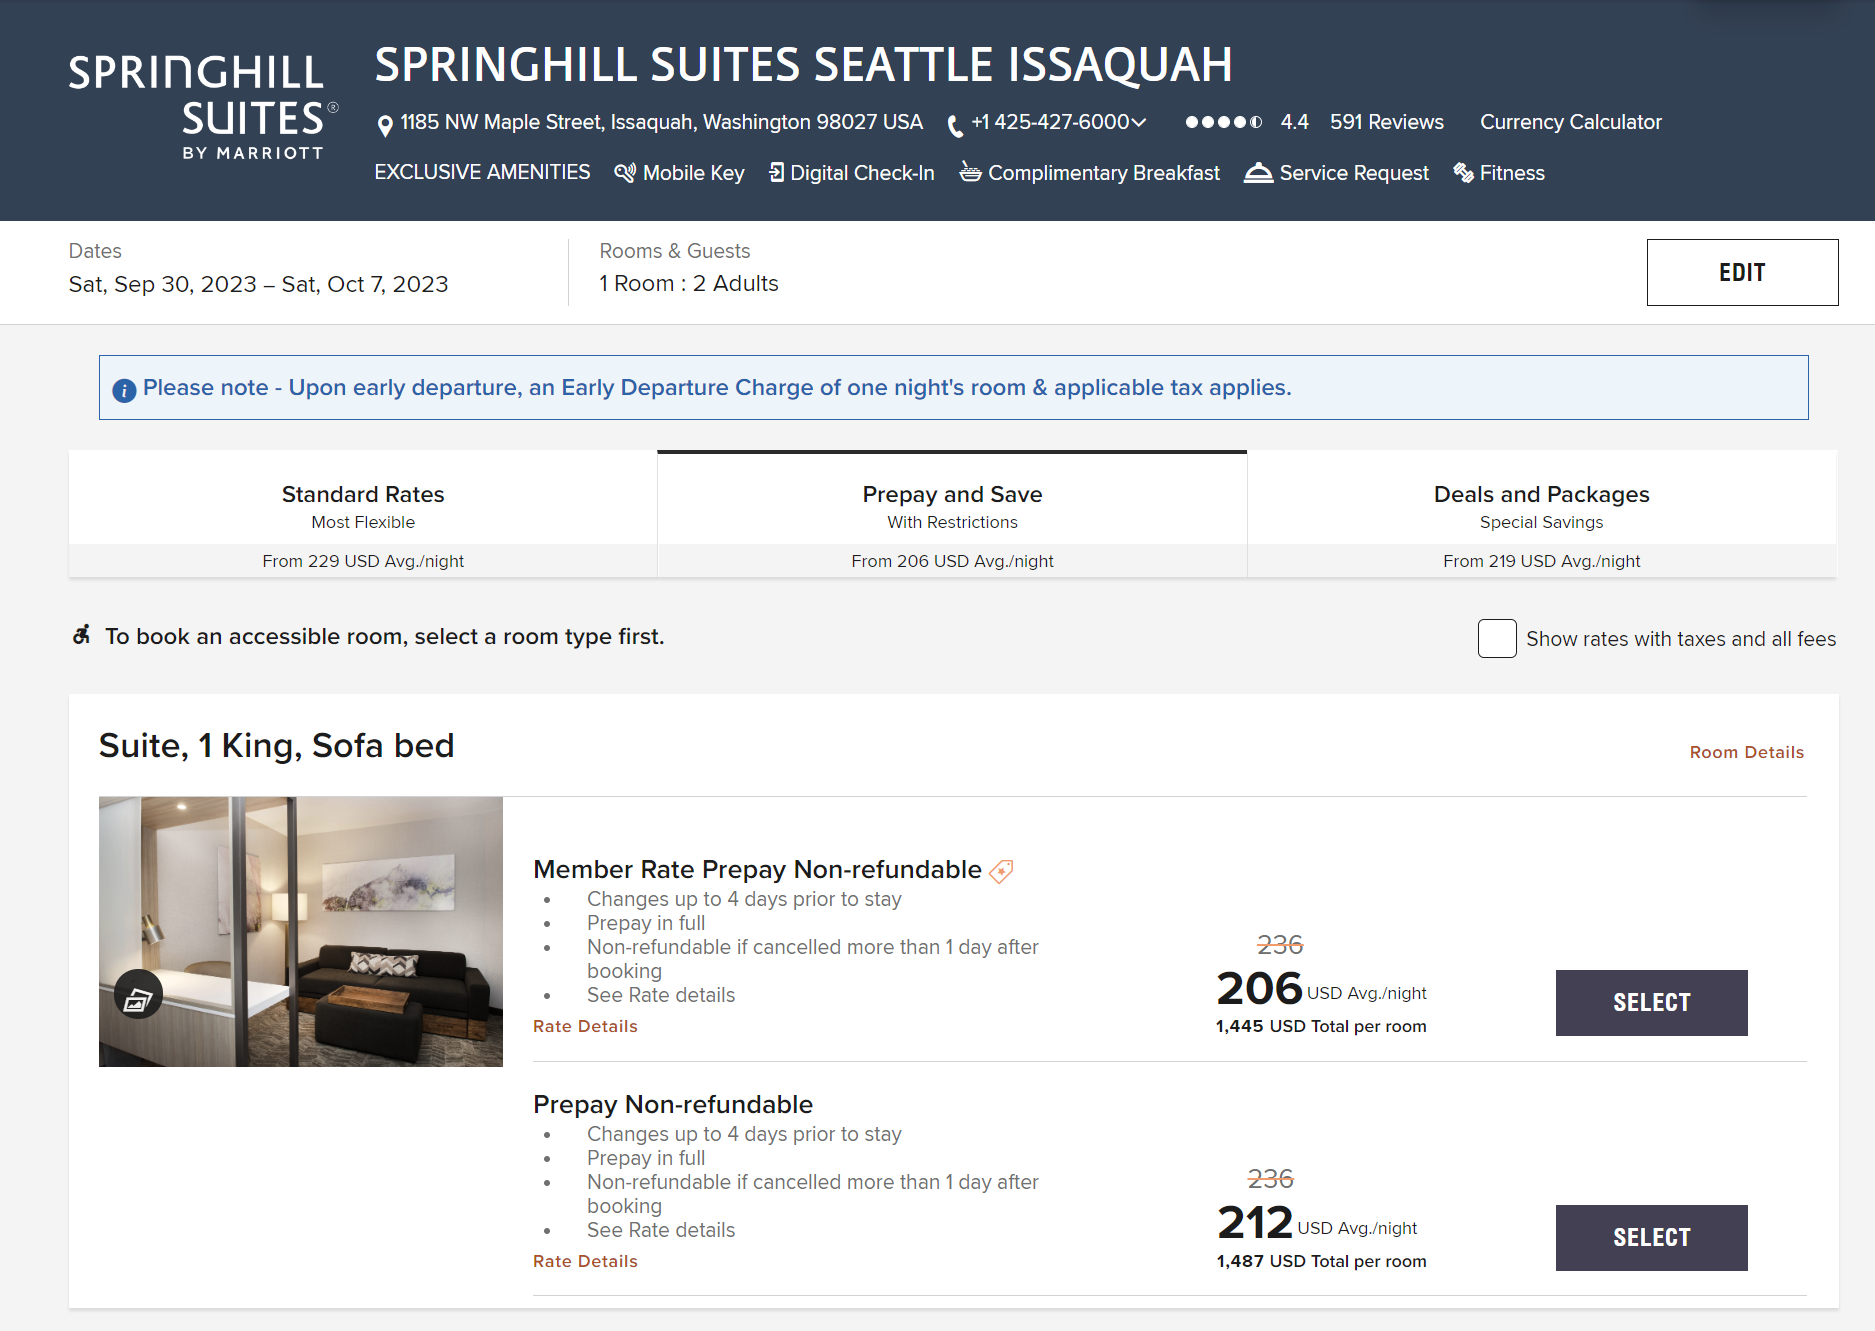 SPRINGHILL
SUITES®
BY MARRIOTT
SPRINGHILL SUITES SEATTLE ISSAQUAH
1185 NW Maple Street, Issaquah, Washington 98027 USA +1 425-427-6000 4.4 591 Reviews Currency Calculator
EXCLUSIVE AMENITIES Mobile Key Digital Check-In Complimentary Breakfast Service Request Fitness
Dates
Sat, Sep 30, 2023 – Sat, Oct 7, 2023
Rooms & Guests
1 Room : 2 Adults
EDIT
Please note - Upon early departure, an Early Departure Charge of one night's room & applicable tax applies.
Standard Rates
Most Flexible
From 229 USD Avg./night
Prepay and Save
With Restrictions
From 206 USD Avg./night
Deals and Packages
Special Savings
From 219 USD Avg./night
To book an accessible room, select a room type first.
Show rates with taxes and all fees
Suite, 1 King, Sofa bed
Room Details
Member Rate Prepay Non-refundable
• Changes up to 4 days prior to stay
• Prepay in full
• Non-refundable if cancelled more than 1 day after
booking
• See Rate details
Rate Details
236
206 USD Avg./night
1,445 USD Total per room
SELECT
Prepay Non-refundable
• Changes up to 4 days prior to stay
• Prepay in full
• Non-refundable if cancelled more than 1 day after
booking
• See Rate details
Rate Details
236
212 USD Avg./night
1,487 USD Total per room
SELECT